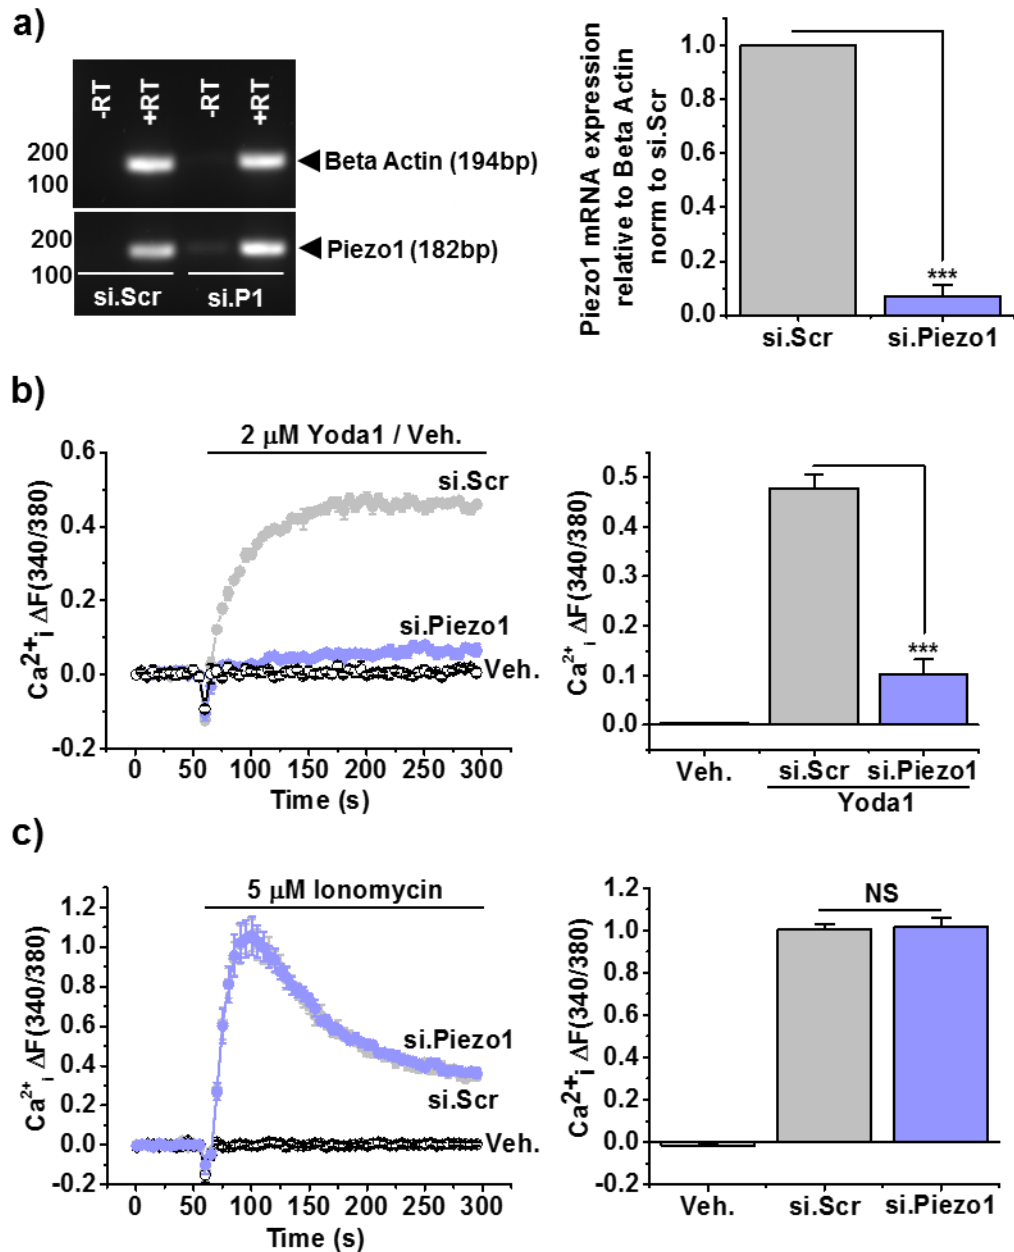 a)
-RT
+RT
-RT
+RT
200
100
Beta Actin (194bp)
200
100
Piezo1 (182bp)
si.Scr
si.P1
Piezo1 mRNA expression
relative to Beta Actin
norm to si.Scr
1.0
0.8
0.6
0.4
0.2
0.0
***
si.Scr
si.Piezo1
b)
Ca²⁺i ΔF(340/380)
0.6
0.4
0.2
0.0
-0.2
2 μM Yoda1 / Veh.
si.Scr
si.Piezo1
Veh.
0 50 100 150 200 250 300
Time (s)
Ca²⁺i ΔF(340/380)
0.5
0.4
0.3
0.2
0.1
0.0
***
Veh.
si.Scr
si.Piezo1
Yoda1
c)
Ca²⁺i ΔF(340/380)
1.2
1.0
0.8
0.6
0.4
0.2
0.0
-0.2
5 μM Ionomycin
si.Piezo1
si.Scr
Veh.
0 50 100 150 200 250 300
Time (s)
Ca²⁺i ΔF(340/380)
1.2
1.0
0.8
0.6
0.4
0.2
0.0
-0.2
NS
Veh.
si.Scr
si.Piezo1